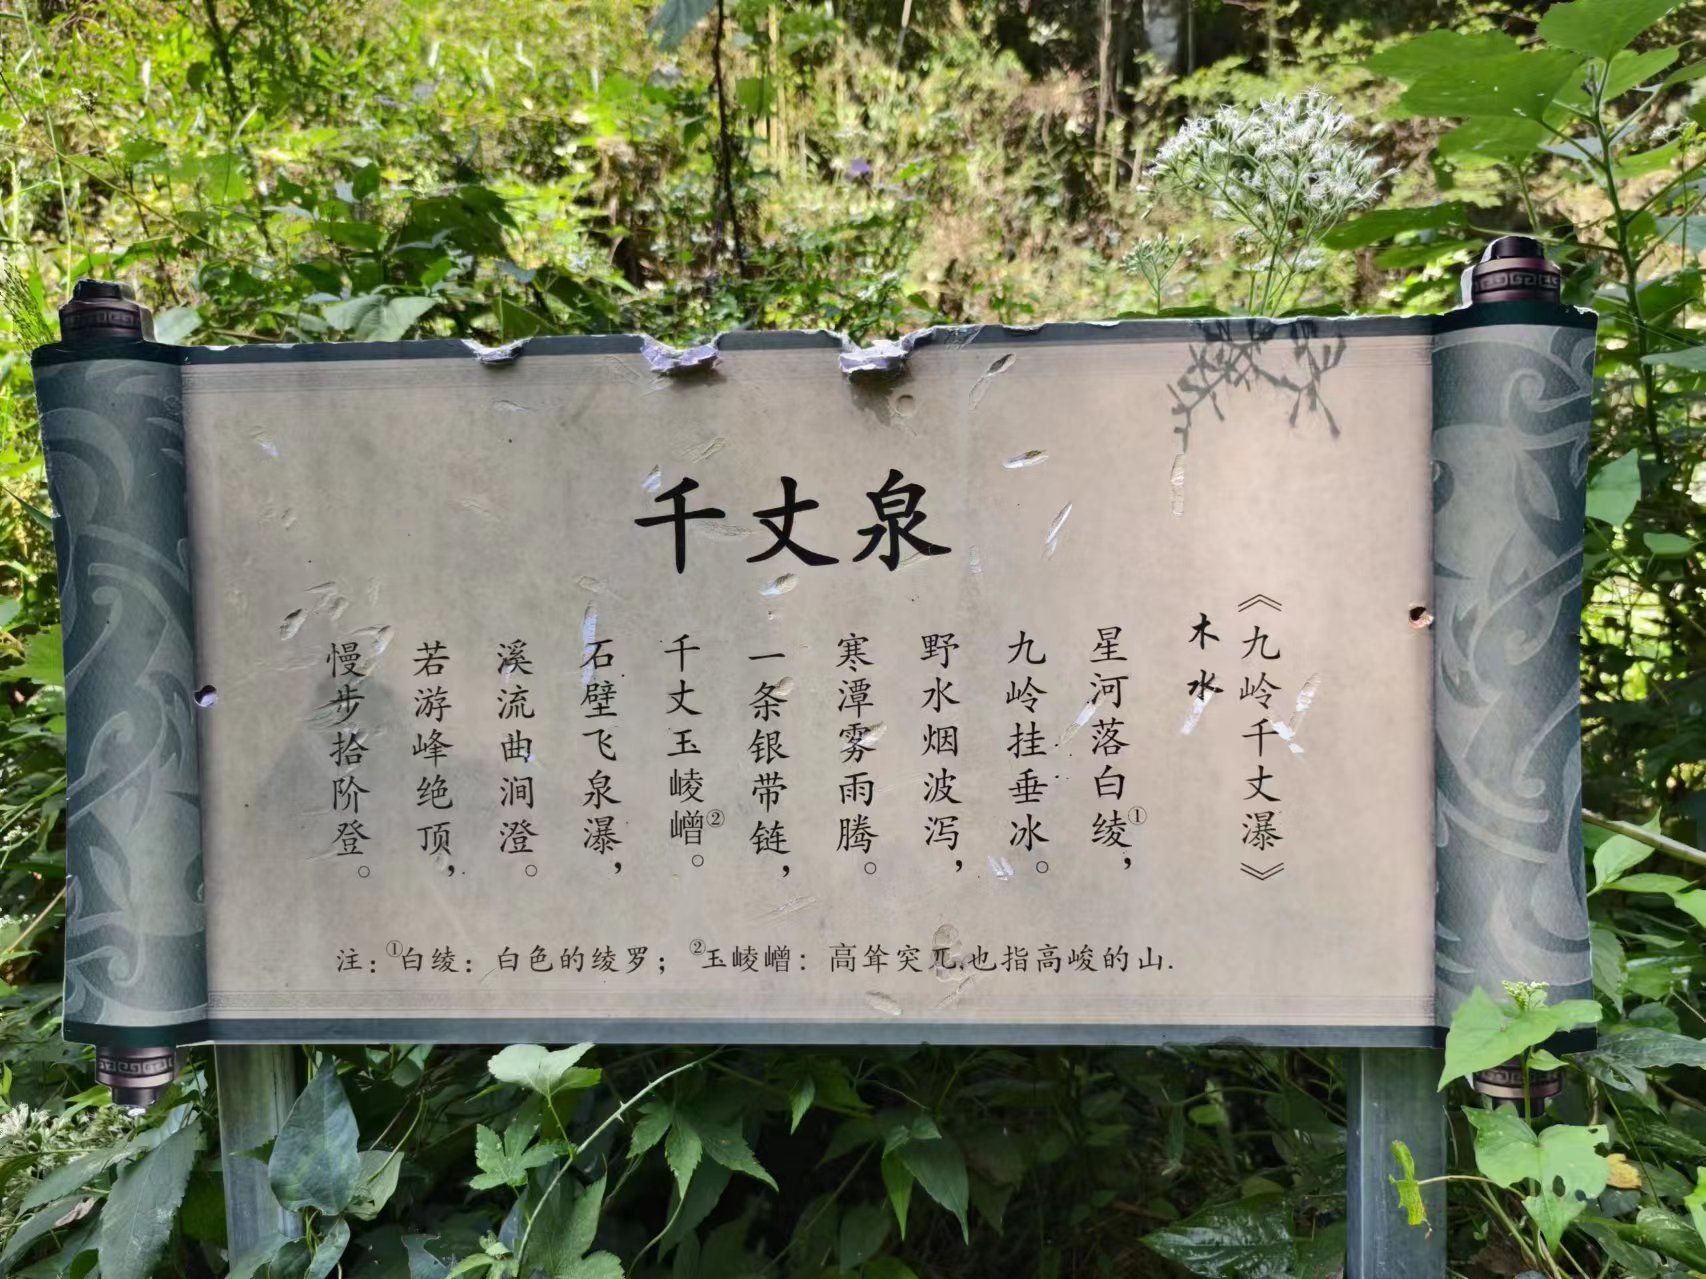 千丈泉
《九岭千丈瀑》
木水
星河落白绫①，
九岭挂垂冰。
野水烟波泻，
寒潭雾雨腾。
一条银带链，
千丈玉崚嶒②。
石壁飞泉瀑，
溪流曲涧澄。
若游峰绝顶，
慢步拾阶登。
注：①白绫：白色的绫罗；②玉崚嶒：高耸突兀,也指高峻的山.